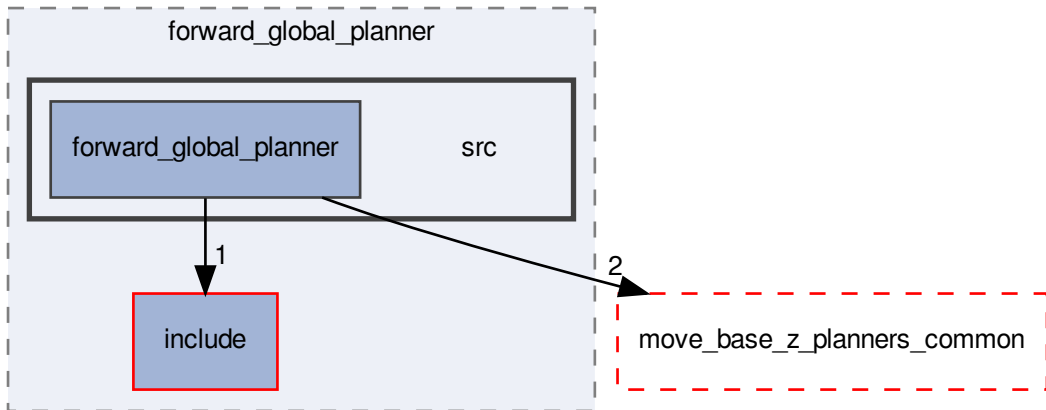 forward_global_planner
forward_global_planner
src
1
2
include
move_base_z_planners_common